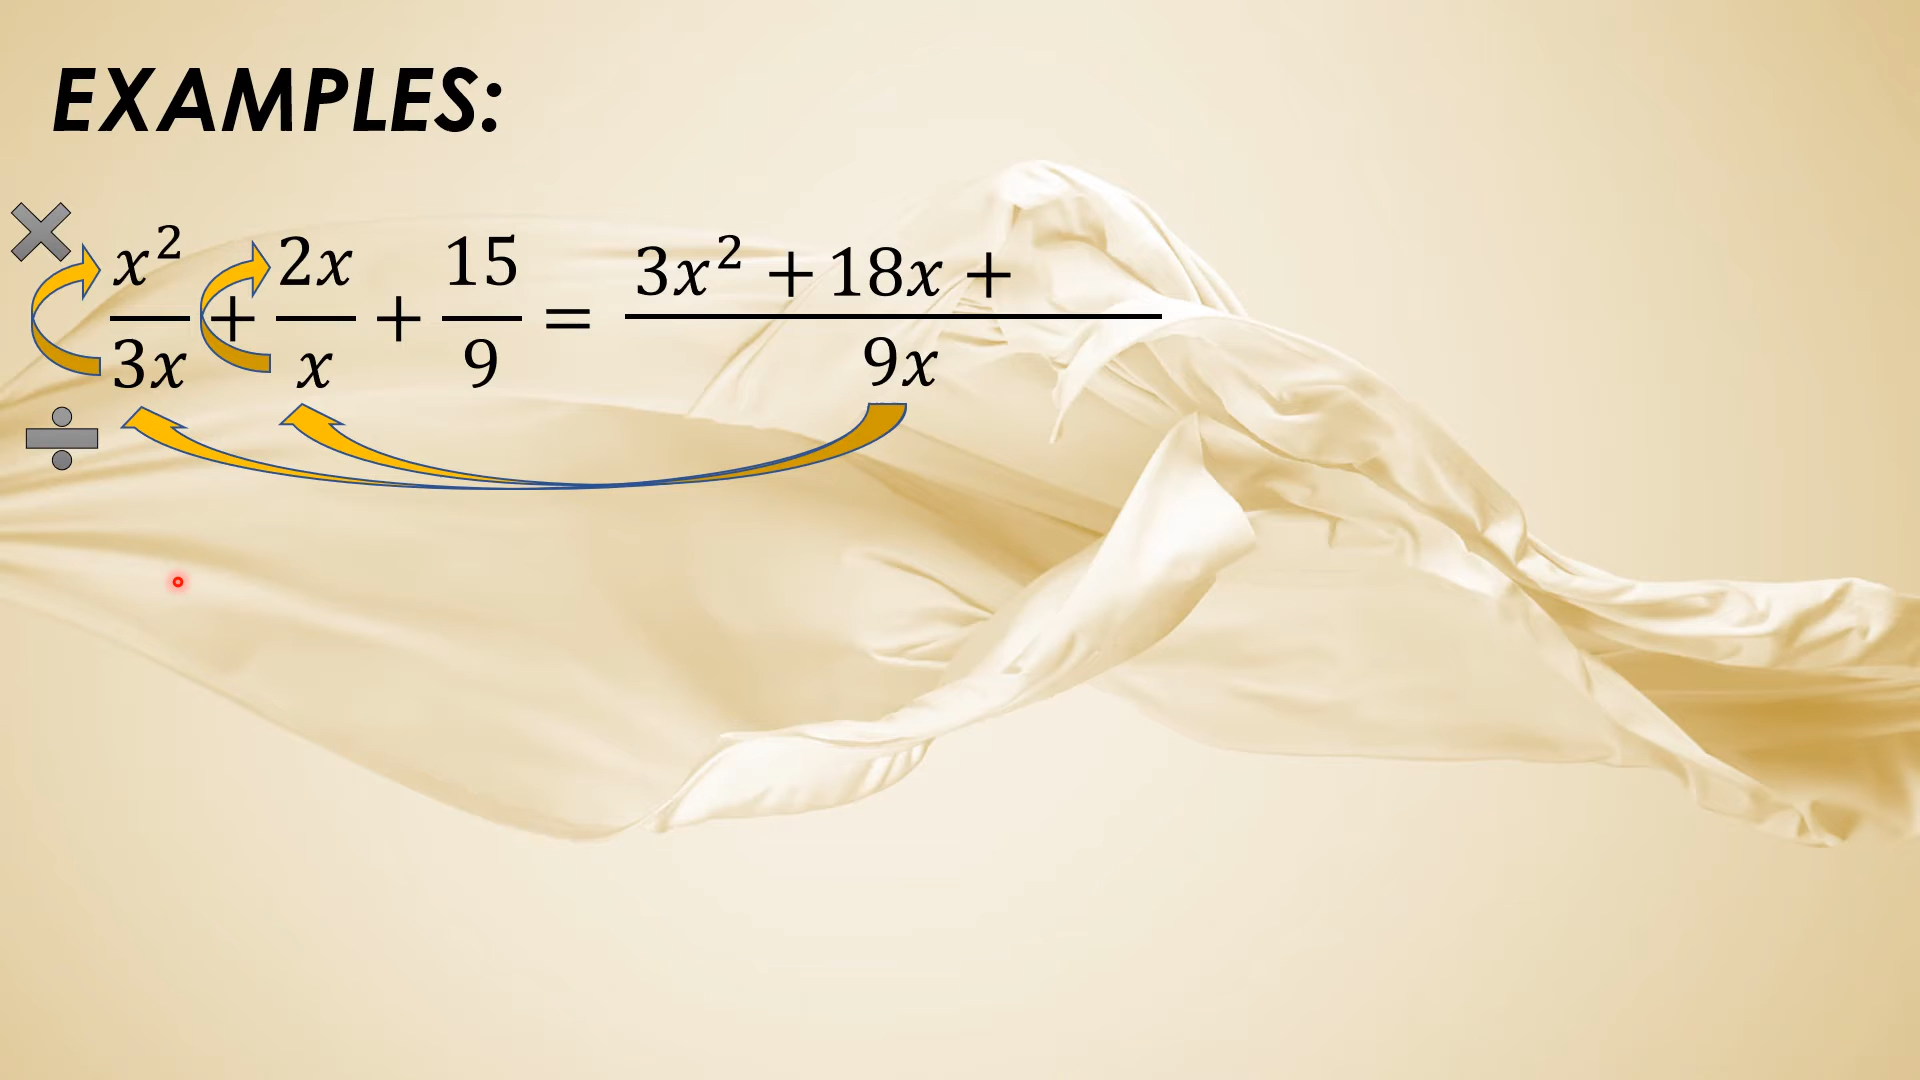 EXAMPLES:
x²/3x + 2x/x + 15/9 = 3x² + 18x + / 9x